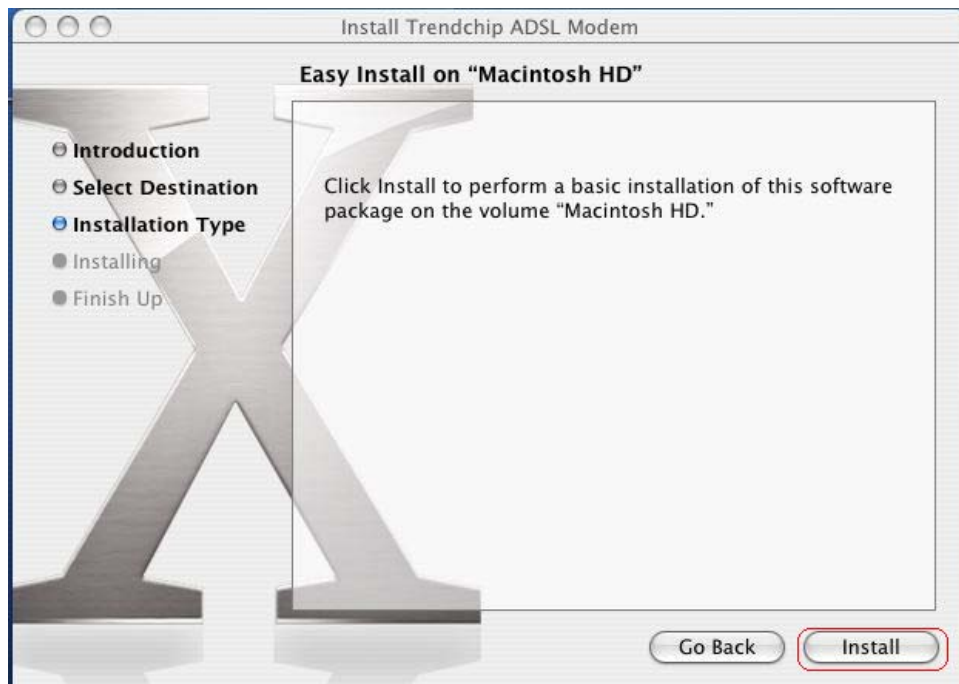 Install Trendchip ADSL Modem
Easy Install on “Macintosh HD”
Introduction
Select Destination
Installation Type
Installing
Finish Up
Click Install to perform a basic installation of this software
package on the volume “Macintosh HD.”
Go Back
Install